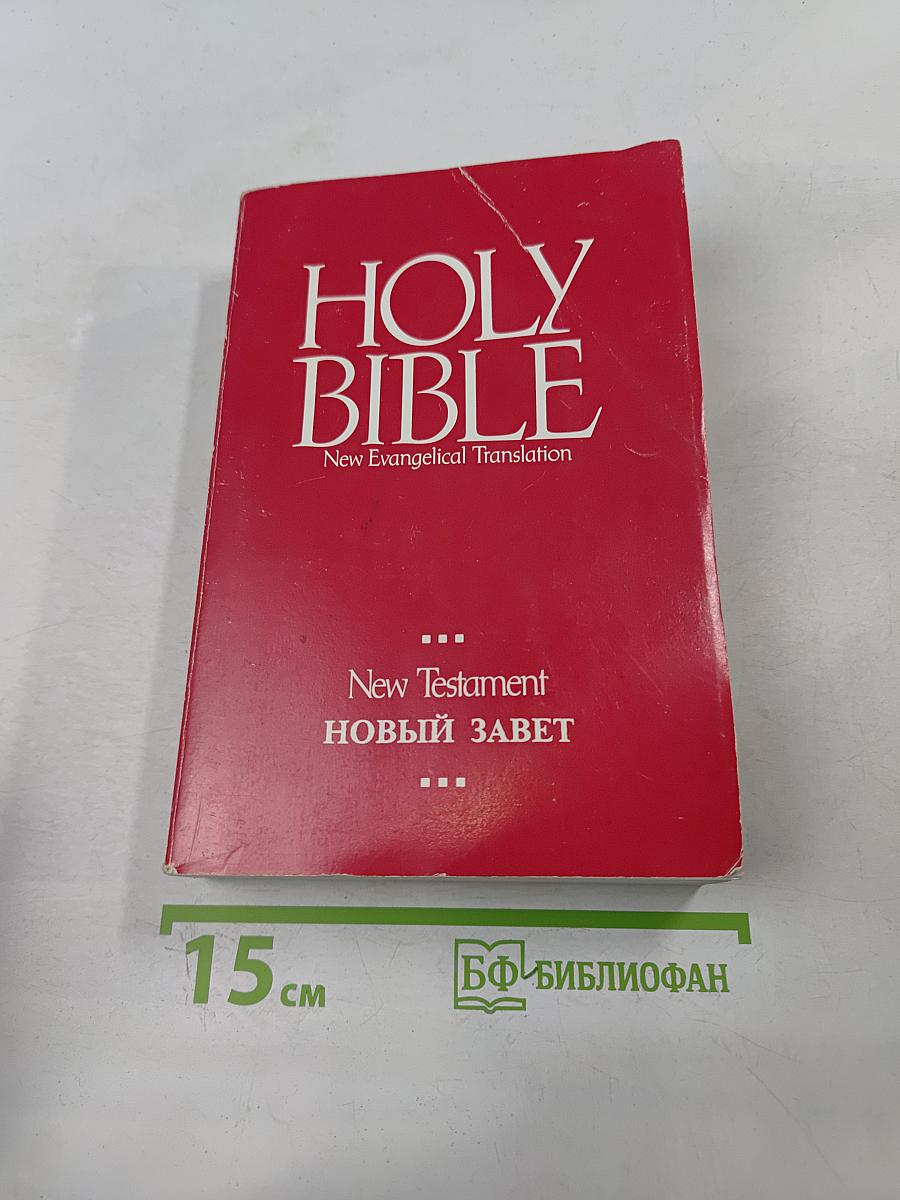 HOLY
BIBLE
New Evangelical Translation
New Testament
НОВЫЙ ЗАВЕТ
15 см
БФ БИБЛИОФАН